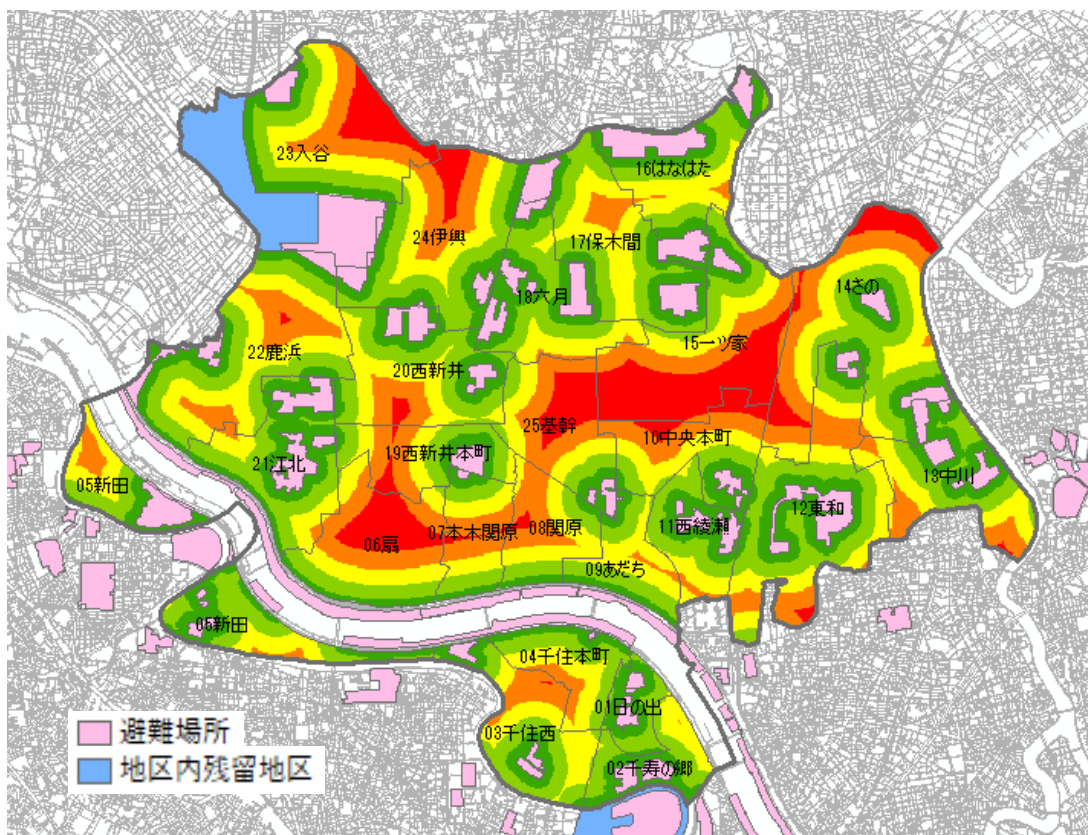 23入谷
16はなはた
24伊興
17保木間
14さの
18六月
15一ツ家
22鹿浜
20西新井
25基幹
10中央本町
19西新井本町
21江北
13中川
05新田
12東和
07本木関原
08関原
11西綾瀬
06扇
09あだち
05新田
04千住本町
01日の出
03千住西
02千寿の郷
避難場所
地区内残留地区